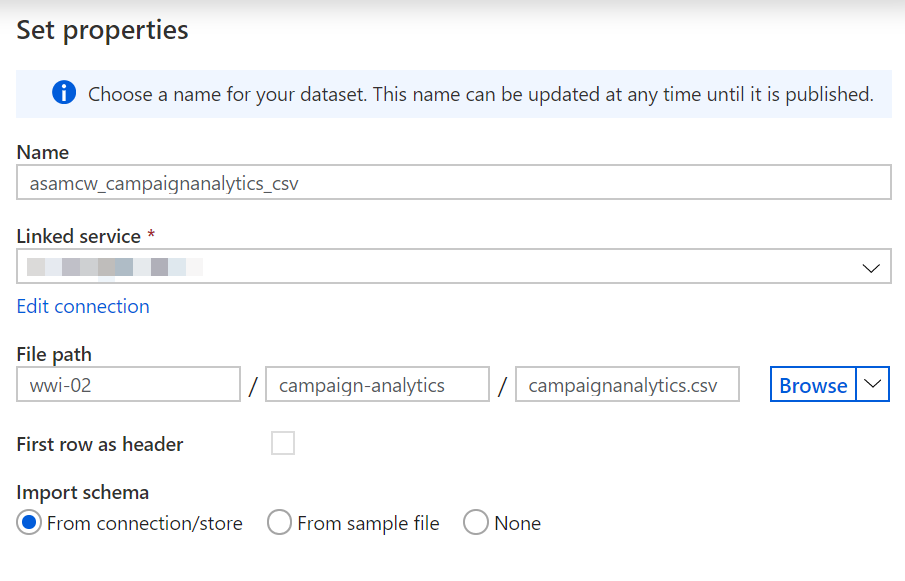 Set properties
Choose a name for your dataset. This name can be updated at any time until it is published.
Name
asamcw_campaignanalytics_csv
Linked service *
Edit connection
File path
wwi-02 / campaign-analytics / campaignanalytics.csv Browse
First row as header
Import schema
From connection/store From sample file None